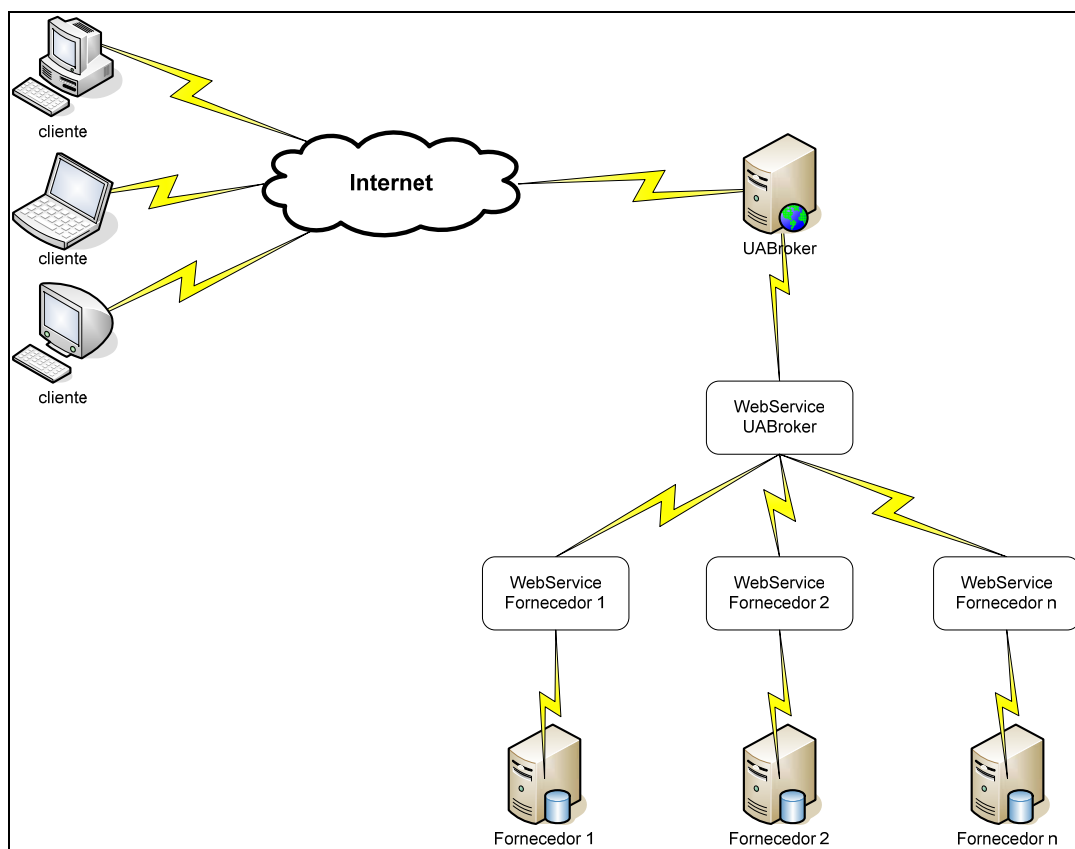 cliente
Internet
UABroker
cliente
cliente
WebService
UABroker
WebService
Fornecedor 1
WebService
Fornecedor 2
WebService
Fornecedor n
Fornecedor 1
Fornecedor 2
Fornecedor n